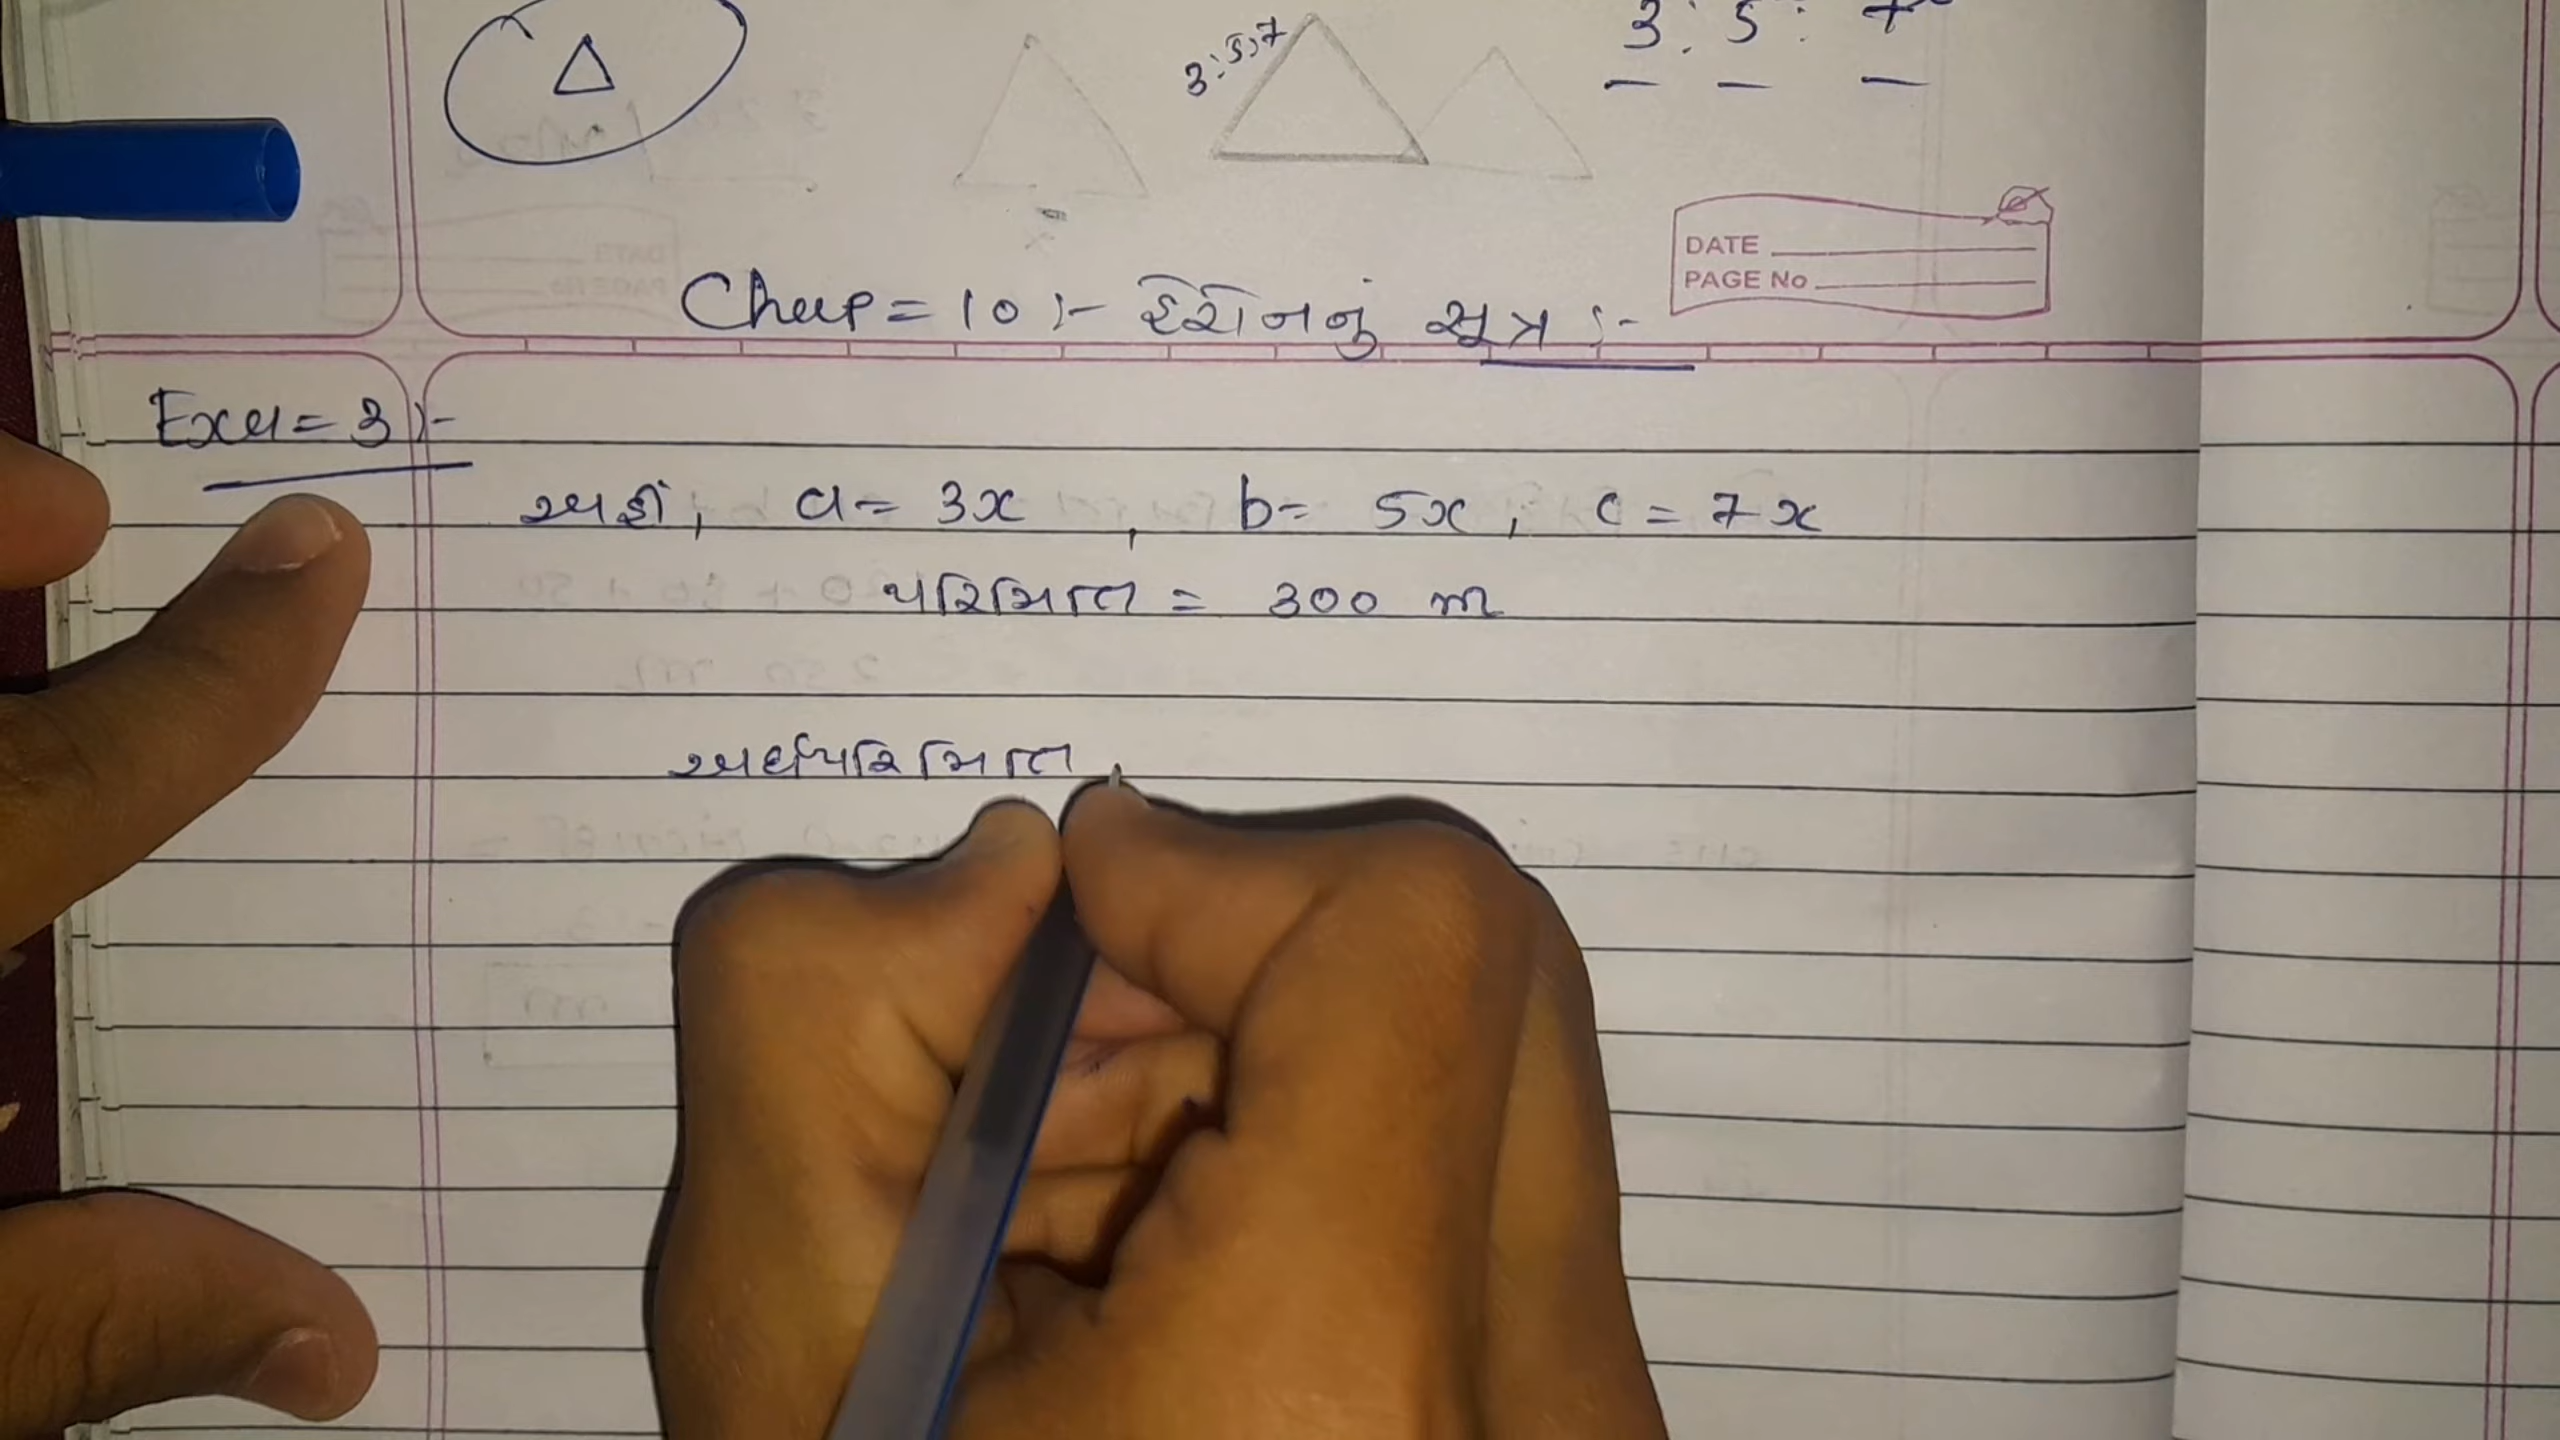 3 : 5 : 7
3:5,7
DATE
PAGE No
Chap = 10 :- હેરોનનું સૂત્ર :-
Exa = 3 :-
અહીં, a = 3x , b = 5x , c = 7x
પરિમિતિ = 300 m
અર્ધપરિમિતિ